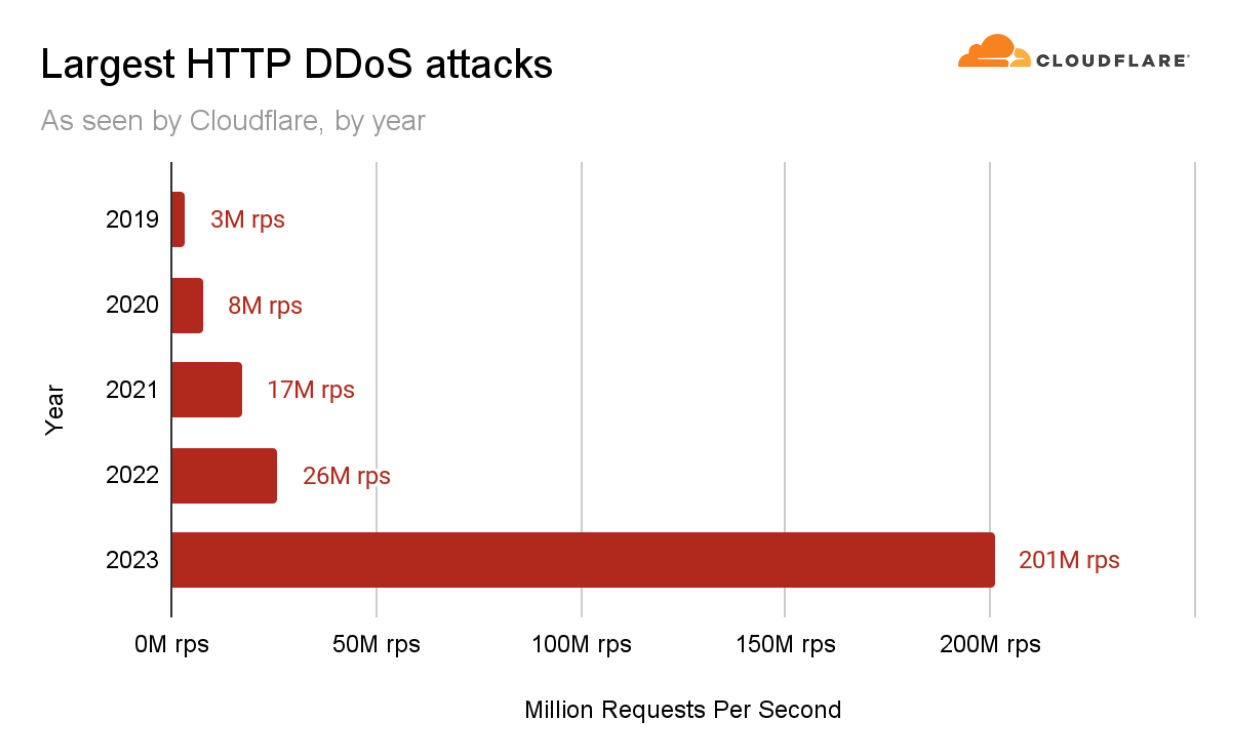 Largest HTTP DDoS attacks
CLOUDFLARE
As seen by Cloudflare, by year
2019
3M rps
2020
8M rps
2021
17M rps
2022
26M rps
2023
201M rps
Year
0M rps
50M rps
100M rps
150M rps
200M rps
Million Requests Per Second